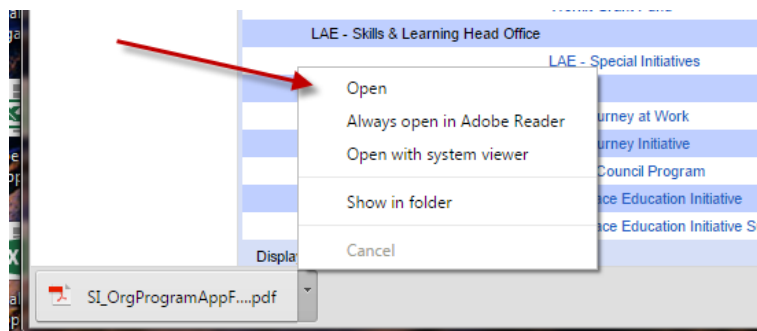 LAE - Skills & Learning Head Office
LAE - Special Initiatives
Open
Always open in Adobe Reader
urney at Work
Open with system viewer
urney Initiative
Council Program
Show in folder
ace Education Initiative
ace Education Initiative S
Displa
Cancel
SI_OrgProgramAppF....pdf